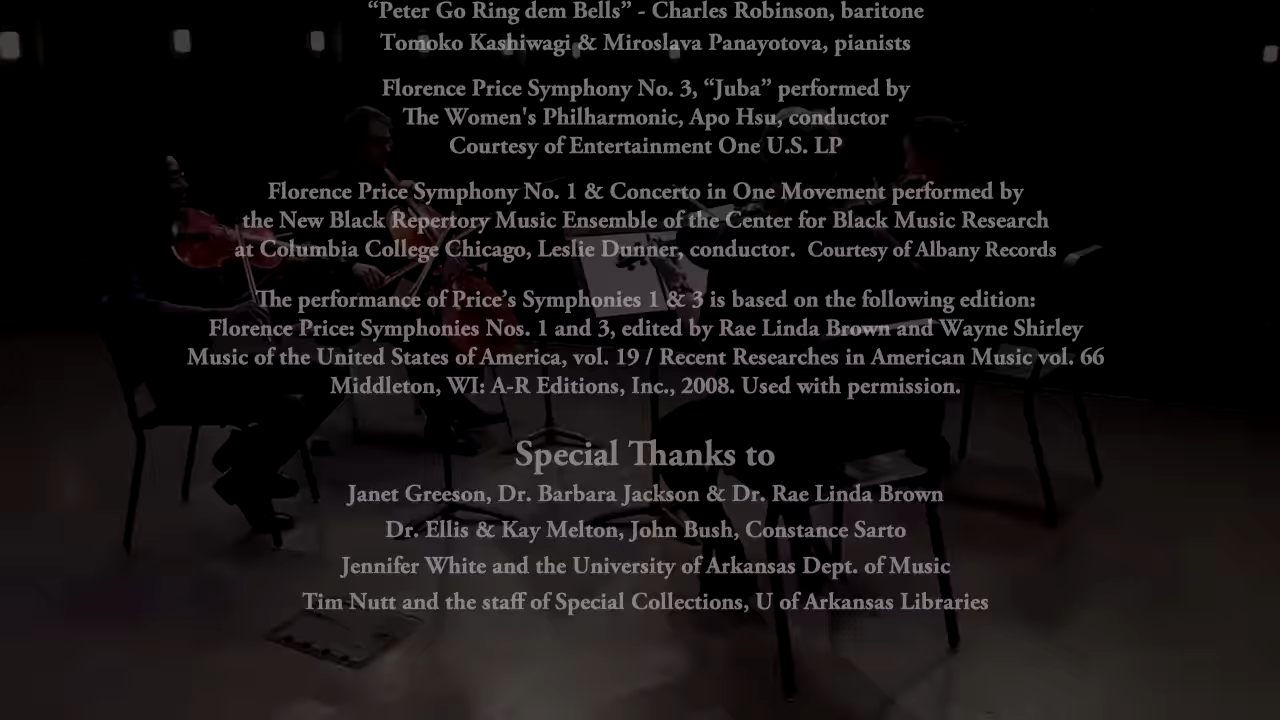 “Peter Go Ring dem Bells” - Charles Robinson, baritone
Tomoko Kashiwagi & Miroslava Panayotova, pianists
Florence Price Symphony No. 3, “Juba” performed by
The Women's Philharmonic, Apo Hsu, conductor
Courtesy of Entertainment One U.S. LP
Florence Price Symphony No. 1 & Concerto in One Movement performed by
the New Black Repertory Music Ensemble of the Center for Black Music Research
at Columbia College Chicago, Leslie Dunner, conductor. Courtesy of Albany Records
The performance of Price’s Symphonies 1 & 3 is based on the following edition:
Florence Price: Symphonies Nos. 1 and 3, edited by Rae Linda Brown and Wayne Shirley
Music of the United States of America, vol. 19 / Recent Researches in American Music vol. 66
Middleton, WI: A-R Editions, Inc., 2008. Used with permission.
Special Thanks to
Janet Greeson, Dr. Barbara Jackson & Dr. Rae Linda Brown
Dr. Ellis & Kay Melton, John Bush, Constance Sarto
Jennifer White and the University of Arkansas Dept. of Music
Tim Nutt and the staff of Special Collections, U of Arkansas Libraries